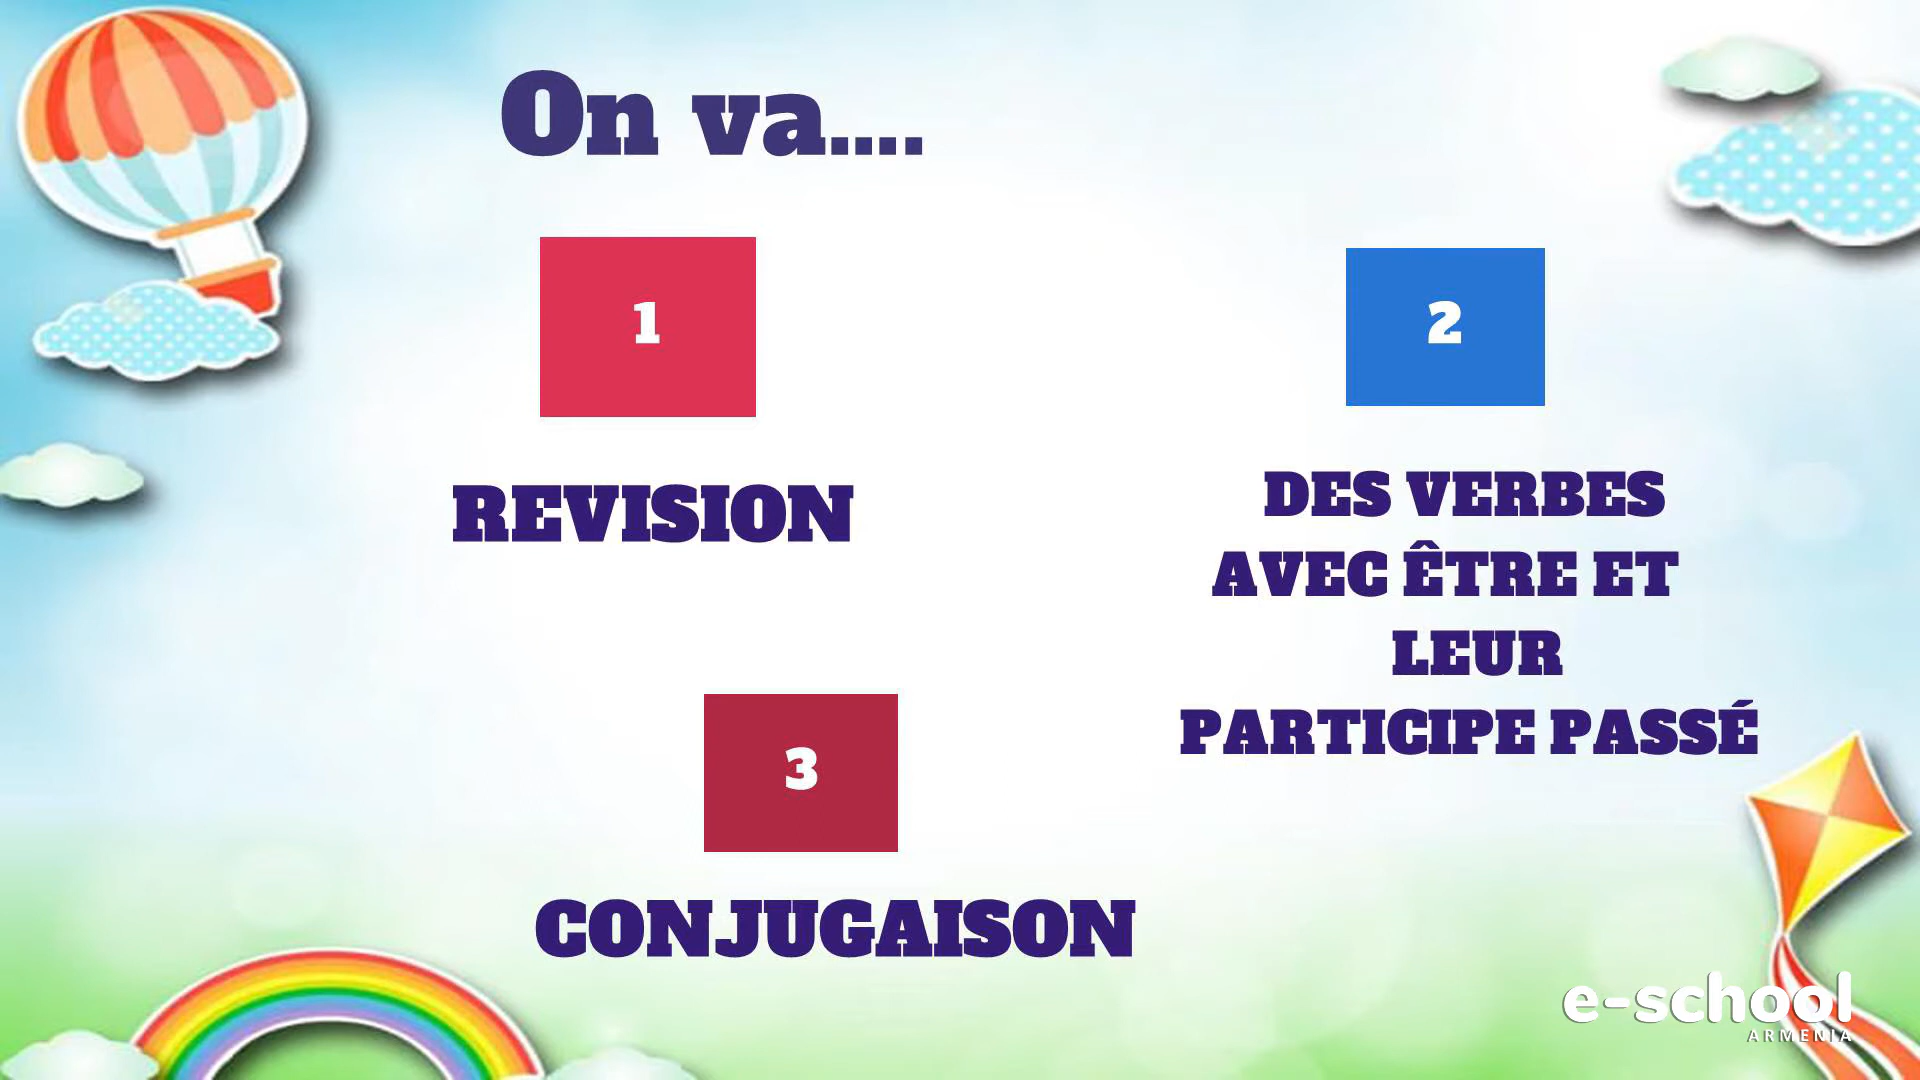 On va....
1
REVISION
2
DES VERBES
AVEC ÊTRE ET
LEUR
PARTICIPE PASSÉ
3
CONJUGAISON
e-school
ARMENIA